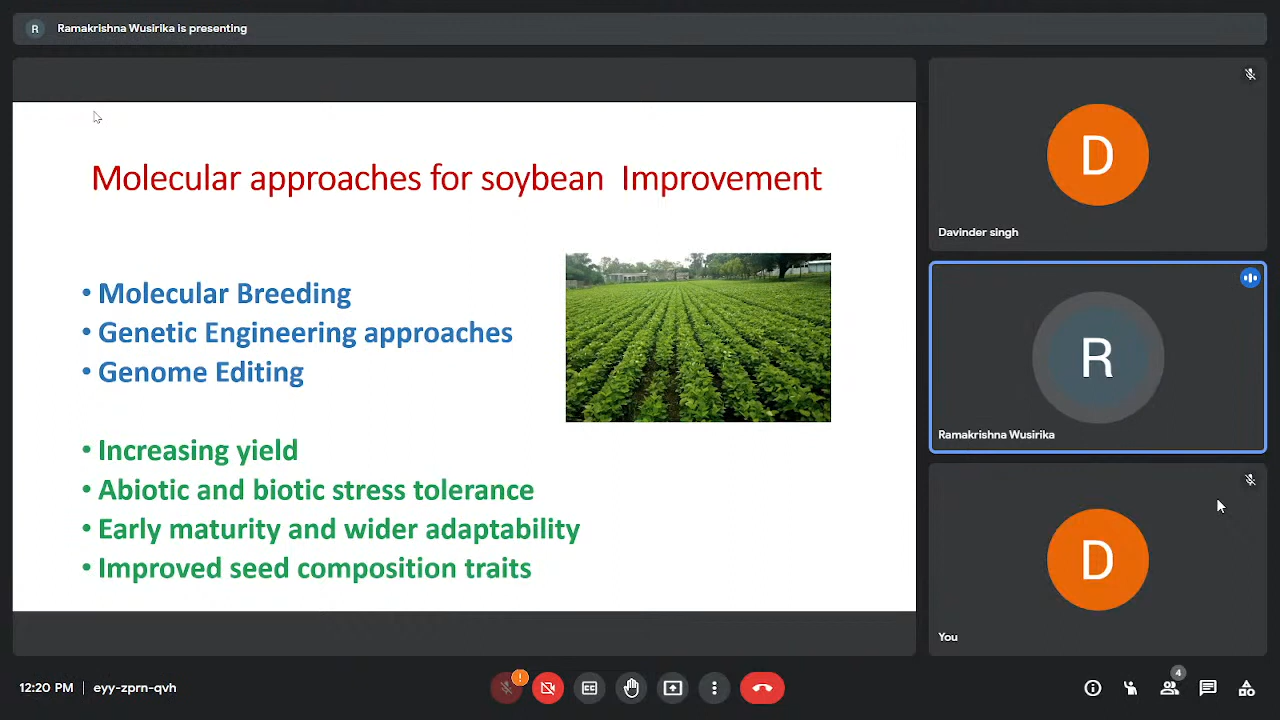 R Ramakrishna Wusirika is presenting
Molecular approaches for soybean Improvement
• Molecular Breeding
• Genetic Engineering approaches
• Genome Editing
• Increasing yield
• Abiotic and biotic stress tolerance
• Early maturity and wider adaptability
• Improved seed composition traits
D
Davinder singh
R
Ramakrishna Wusirika
D
You
12:20 PM | eyy-zprn-qvh
!
CC
4